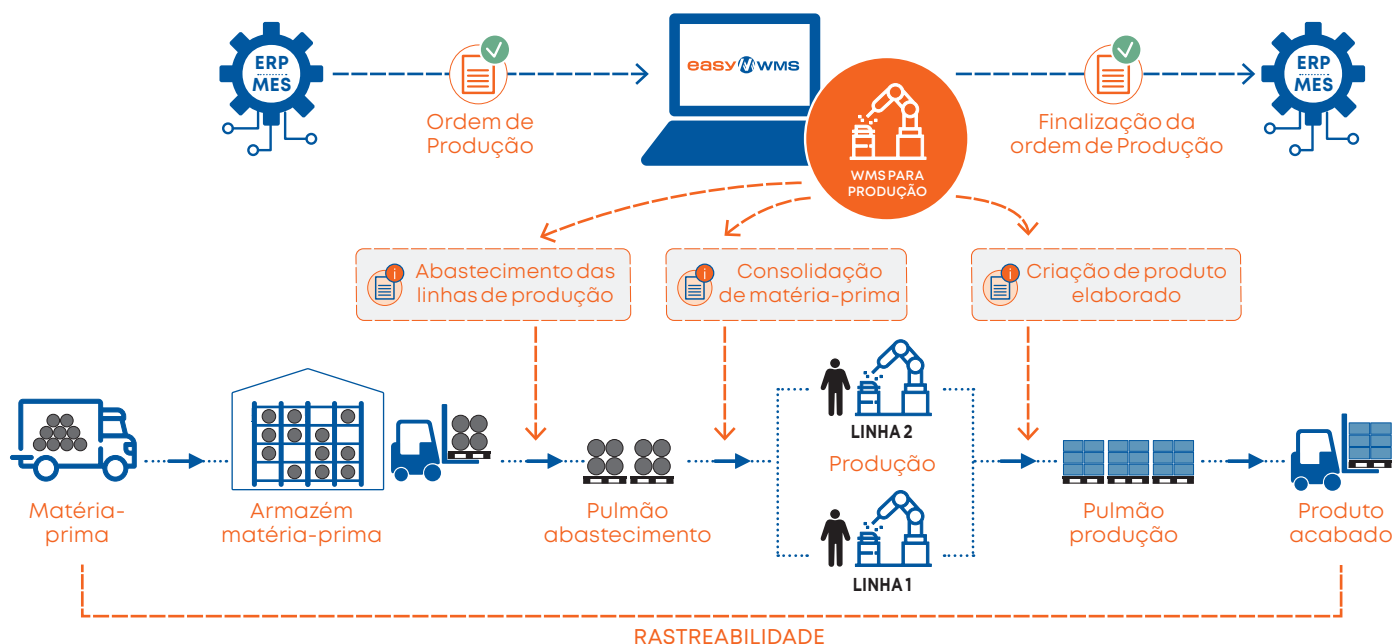 ERP
MES
Ordem de
Produção
easy WMS
WMS PARA
PRODUÇÃO
Finalização da
ordem de Produção
ERP
MES
Abastecimento das
linhas de produção
Consolidação
de matéria-prima
Criação de produto
elaborado
Matéria-
prima
Armazém
matéria-prima
Pulmão
abastecimento
LINHA 2
Produção
LINHA 1
Pulmão
produção
Produto
acabado
RASTREABILIDADE